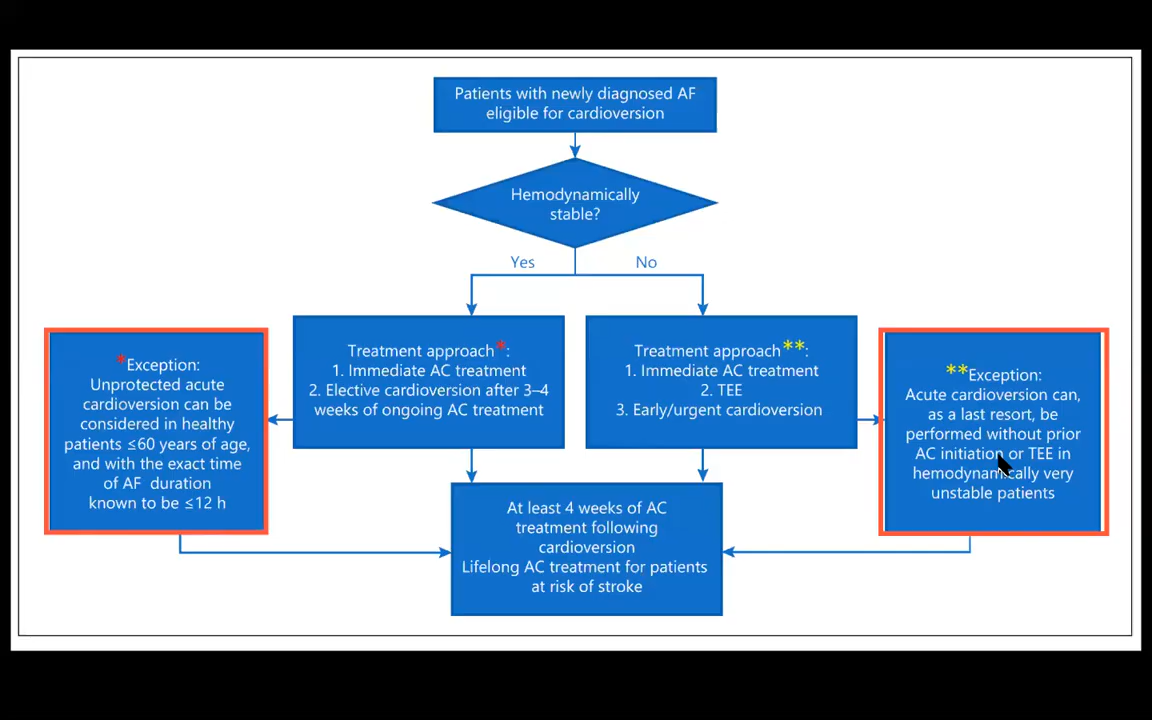 Patients with newly diagnosed AF
eligible for cardioversion
Hemodynamically
stable?
Yes
No
*Exception:
Unprotected acute
cardioversion can be
considered in healthy
patients ≤60 years of age,
and with the exact time
of AF duration
known to be ≤12 h
Treatment approach*:
1. Immediate AC treatment
2. Elective cardioversion after 3–4
weeks of ongoing AC treatment
Treatment approach**:
1. Immediate AC treatment
2. TEE
3. Early/urgent cardioversion
**Exception:
Acute cardioversion can,
as a last resort, be
performed without prior
AC initiation or TEE in
hemodynamically very
unstable patients
At least 4 weeks of AC
treatment following
cardioversion
Lifelong AC treatment for patients
at risk of stroke